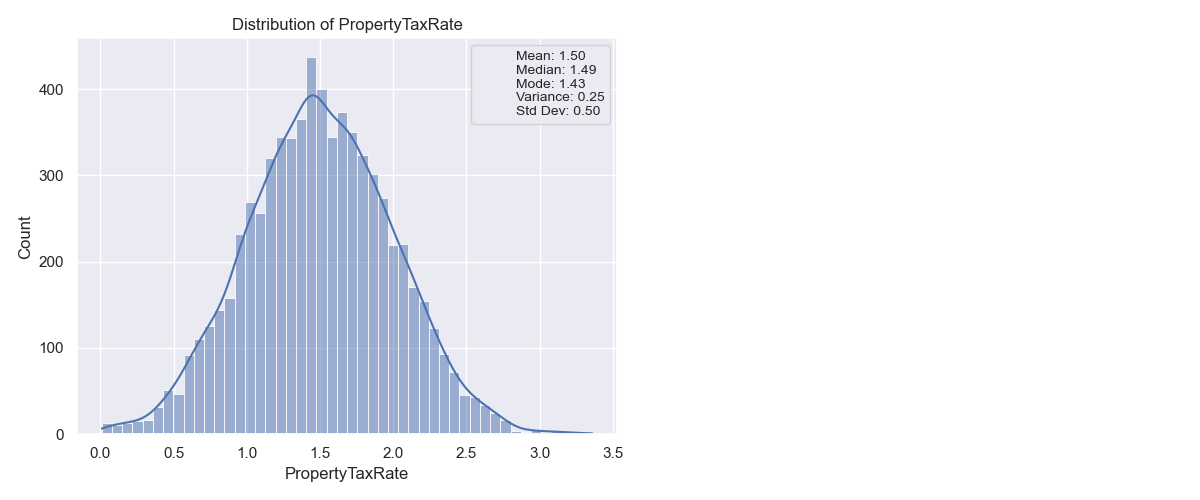 Distribution of PropertyTaxRate
Mean: 1.50
Median: 1.49
Mode: 1.43
Variance: 0.25
Std Dev: 0.50
400
300
200
100
0
Count
0.0 0.5 1.0 1.5 2.0 2.5 3.0 3.5
PropertyTaxRate